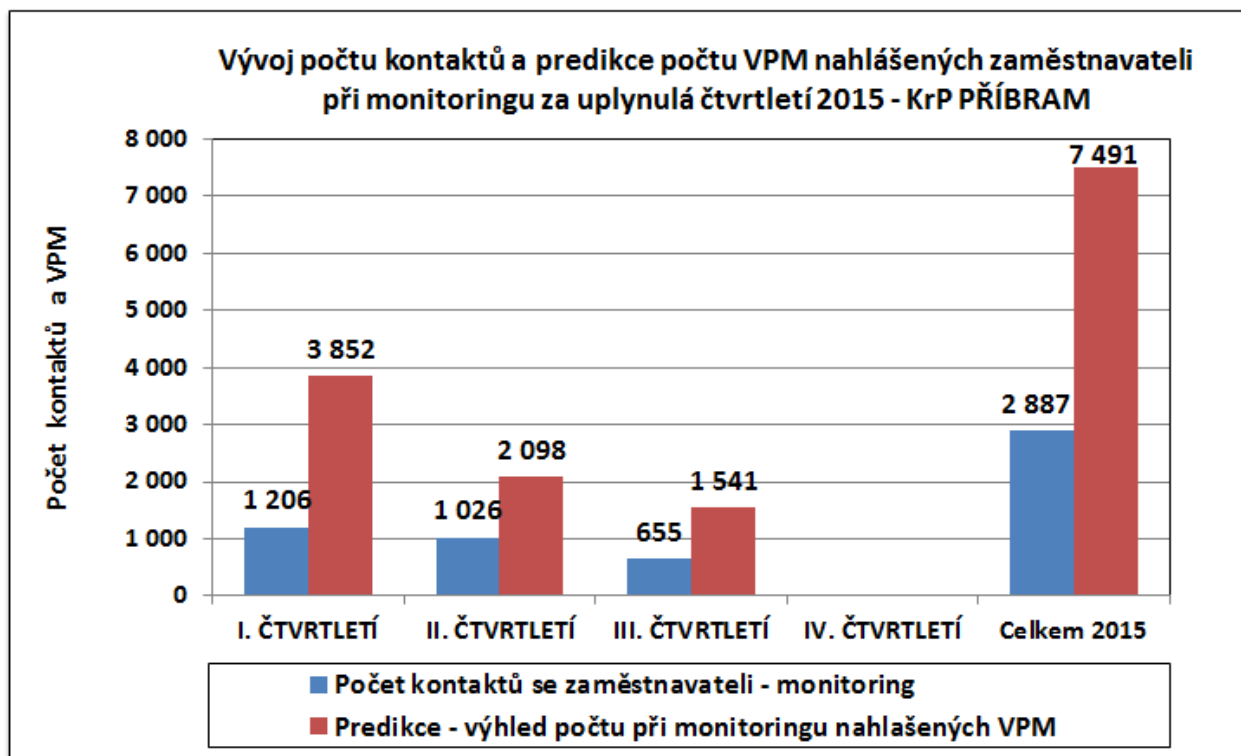 Vývoj počtu kontaktů a predikce počtu VPM nahlášených zaměstnavateli
při monitoringu za uplynulá čtvrtletí 2015 - KrP PŘÍBRAM
Počet kontaktů a VPM
8 000
7 000
6 000
5 000
4 000
3 000
2 000
1 000
0
1 206
3 852
1 026
2 098
655
1 541
2 887
7 491
I. ČTVRTLETÍ
II. ČTVRTLETÍ
III. ČTVRTLETÍ
IV. ČTVRTLETÍ
Celkem 2015
Počet kontaktů se zaměstnavateli - monitoring
Predikce - výhled počtu při monitoringu nahlašených VPM